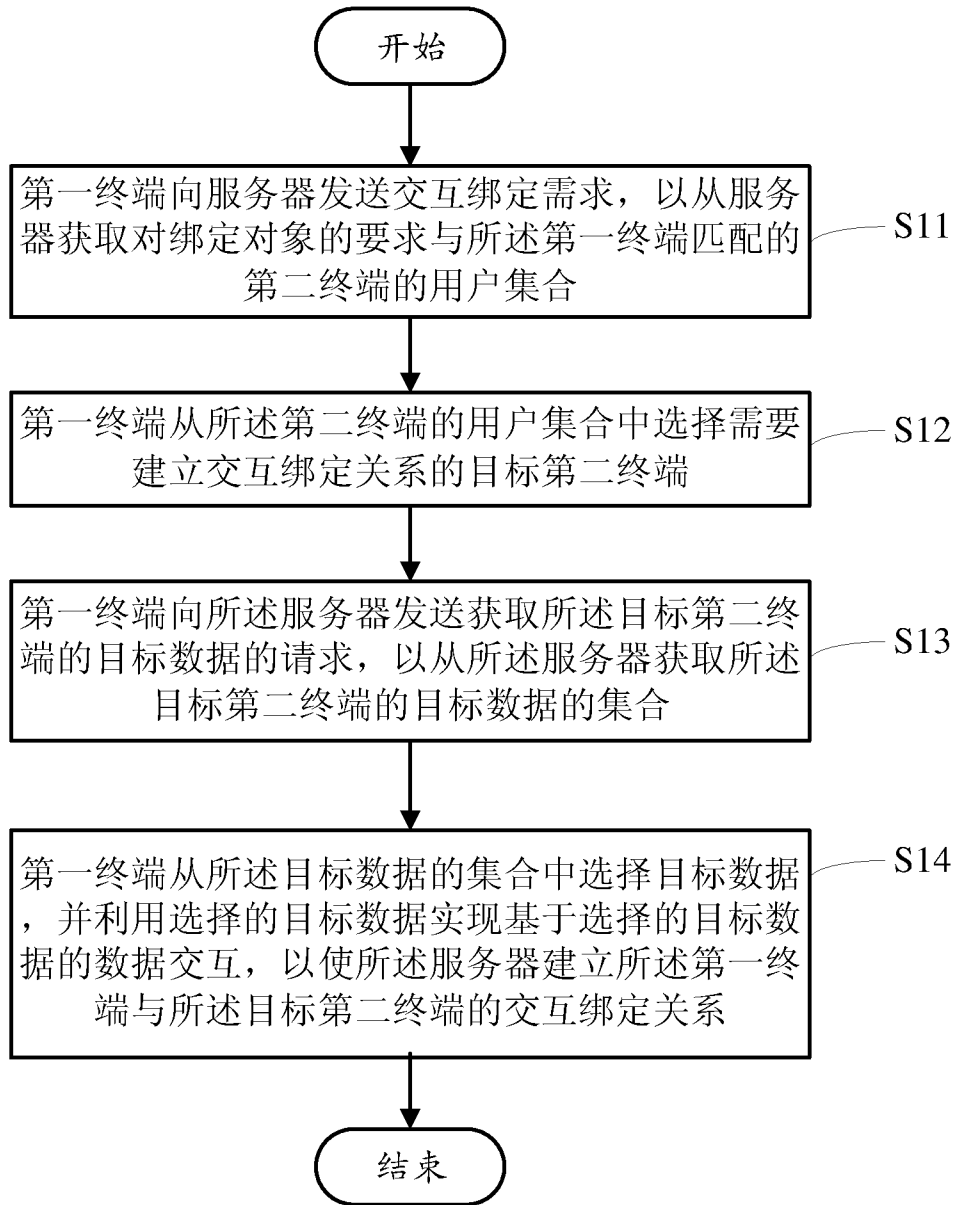 开始
第一终端向服务器发送交互绑定需求，以从服务
器获取对绑定对象的要求与所述第一终端匹配的
第二终端的用户集合
S11
第一终端从所述第二终端的用户集合中选择需要
建立交互绑定关系的目标第二终端
S12
第一终端向所述服务器发送获取所述目标第二终
端的目标数据的请求，以从所述服务器获取所述
目标第二终端的目标数据的集合
S13
第一终端从所述目标数据的集合中选择目标数据
，并利用选择的目标数据实现基于选择的目标数
据的数据交互，以使所述服务器建立所述第一终
端与所述目标第二终端的交互绑定关系
S14
结束